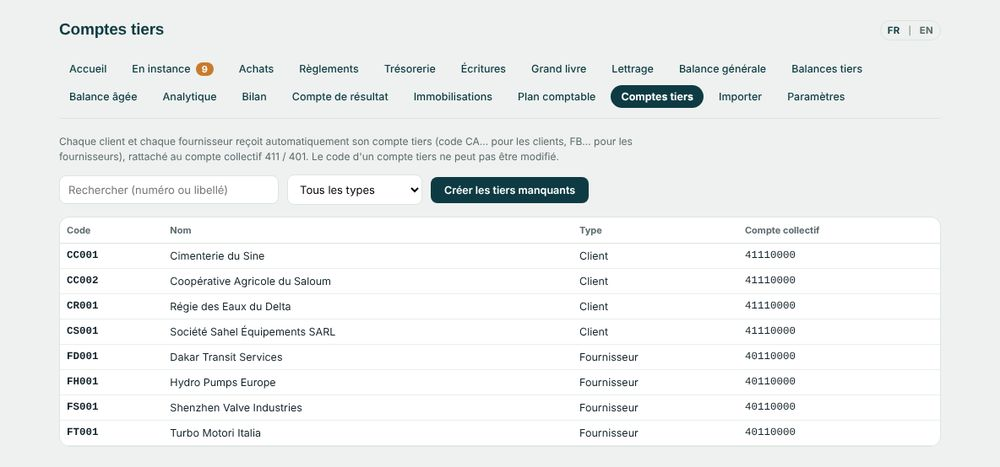 Comptes tiers
FR | EN
Accueil En instance 9 Achats Règlements Trésorerie Écritures Grand livre Lettrage Balance générale Balances tiers
Balance âgée Analytique Bilan Compte de résultat Immobilisations Plan comptable Comptes tiers Importer Paramètres
Chaque client et chaque fournisseur reçoit automatiquement son compte tiers (code CA… pour les clients, FB… pour les
fournisseurs), rattaché au compte collectif 411 / 401. Le code d'un compte tiers ne peut pas être modifié.
Rechercher (numéro ou libellé) Tous les types Créer les tiers manquants
Code Nom Type Compte collectif
CC001 Cimenterie du Sine Client 41110000
CC002 Coopérative Agricole du Saloum Client 41110000
CR001 Régie des Eaux du Delta Client 41110000
CS001 Société Sahel Équipements SARL Client 41110000
FD001 Dakar Transit Services Fournisseur 40110000
FH001 Hydro Pumps Europe Fournisseur 40110000
FS001 Shenzhen Valve Industries Fournisseur 40110000
FT001 Turbo Motori Italia Fournisseur 40110000